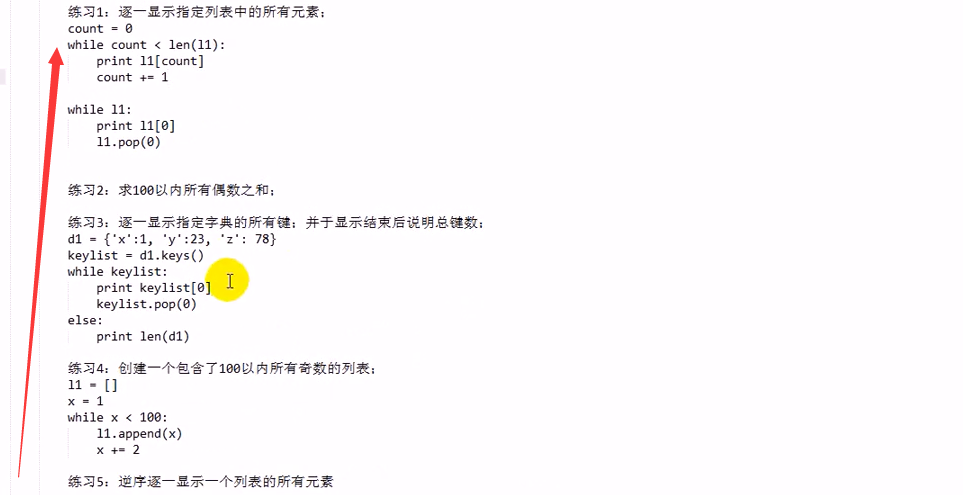 练习1：逐一显示指定列表中的所有元素；
count = 0
while count < len(l1):
    print l1[count]
    count += 1
while l1:
    print l1[0]
    l1.pop(0)
练习2：求100以内所有偶数之和；
练习3：逐一显示指定字典的所有键；并于显示结束后说明总键数；
d1 = {'x':1, 'y':23, 'z': 78}
keylist = d1.keys()
while keylist:
    print keylist[0]
    keylist.pop(0)
else:
    print len(d1)
练习4：创建一个包含了100以内所有奇数的列表；
l1 = []
x = 1
while x < 100:
    l1.append(x)
    x += 2
练习5：逆序逐一显示一个列表的所有元素